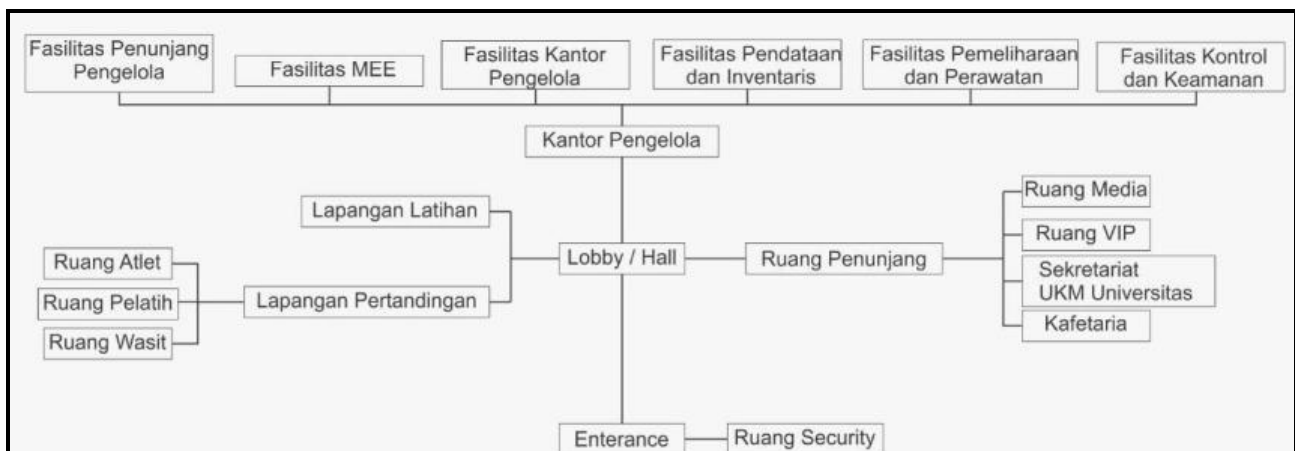 Fasilitas Penunjang
Pengelola
Fasilitas MEE
Fasilitas Kantor
Pengelola
Fasilitas Pendataan
dan Inventaris
Fasilitas Pemeliharaan
dan Perawatan
Fasilitas Kontrol
dan Keamanan
Kantor Pengelola
Lapangan Latihan
Ruang Atlet
Ruang Pelatih
Ruang Wasit
Lapangan Pertandingan
Lobby / Hall
Ruang Penunjang
Ruang Media
Ruang VIP
Sekretariat
UKM Universitas
Kafetaria
Enterance
Ruang Security